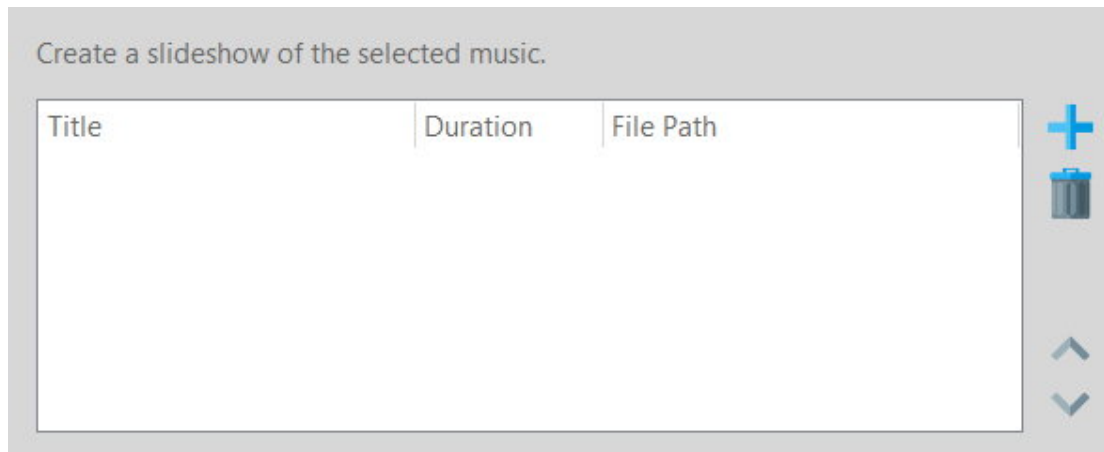 Create a slideshow of the selected music.
Title Duration File Path